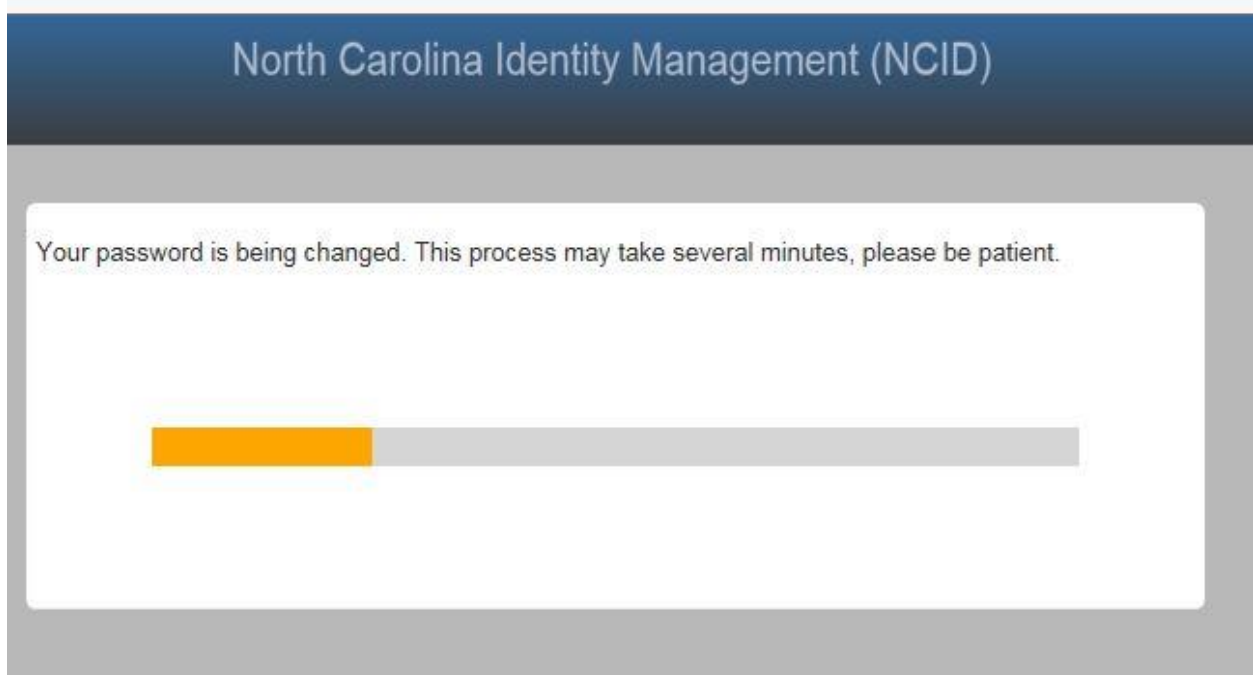 North Carolina Identity Management (NCID)
Your password is being changed. This process may take several minutes, please be patient.